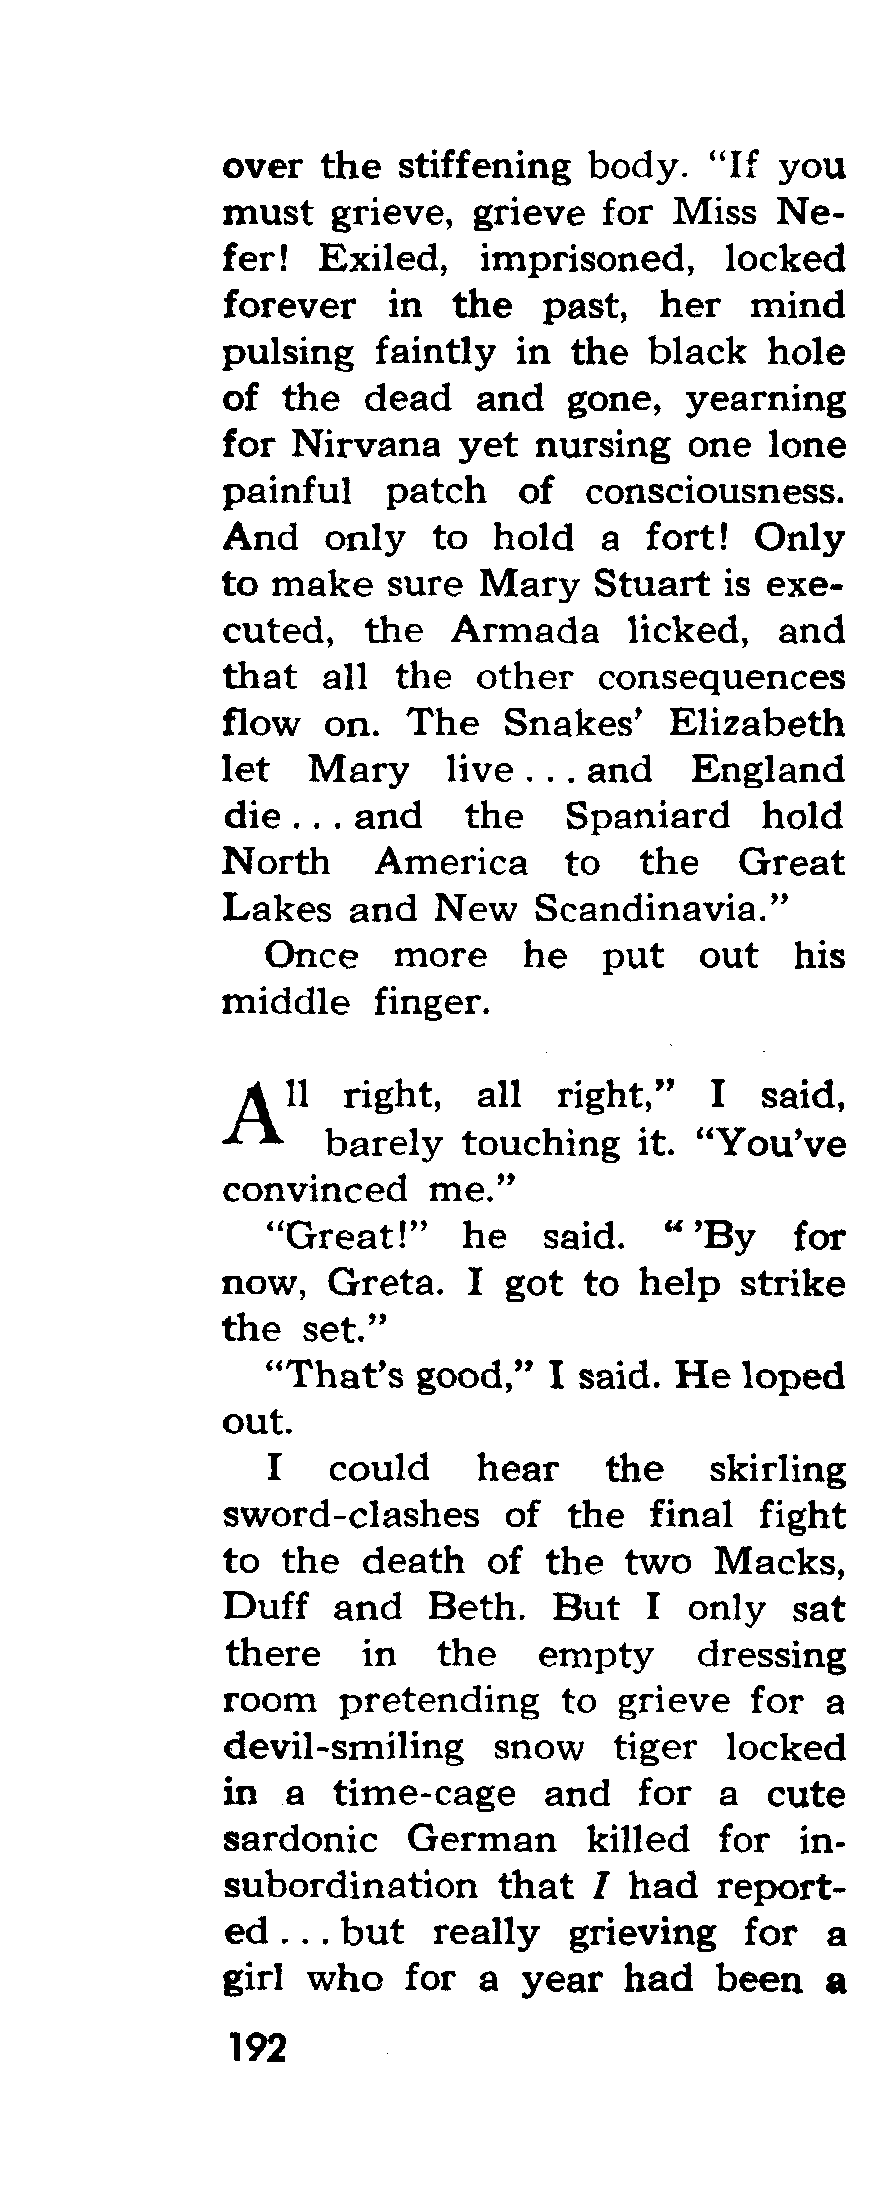 over the stiffening body. “If you
must grieve, grieve for Miss Ne-
fer! Exiled, imprisoned, locked
forever in the past, her mind
pulsing faintly in the black hole
of the dead and gone, yearning
for Nirvana yet nursing one lone
painful patch of consciousness.
And only to hold a fort! Only
to make sure Mary Stuart is exe-
cuted, the Armada licked, and
that all the other consequences
flow on. The Snakes’ Elizabeth
let Mary live . . . and England
die . . . and the Spaniard hold
North America to the Great
Lakes and New Scandinavia.”
Once more he put out his
middle finger.
All right, all right,” I said,
barely touching it. “You’ve
convinced me.”
“Great!” he said. “ ’By for
now, Greta. I got to help strike
the set.”
“That’s good,” I said. He loped
out.
I could hear the skirling
sword-clashes of the final fight
to the death of the two Macks,
Duff and Beth. But I only sat
there in the empty dressing
room pretending to grieve for a
devil-smiling snow tiger locked
in a time-cage and for a cute
sardonic German killed for in-
subordination that I had report-
ed . . . but really grieving for a
girl who for a year had been a
192